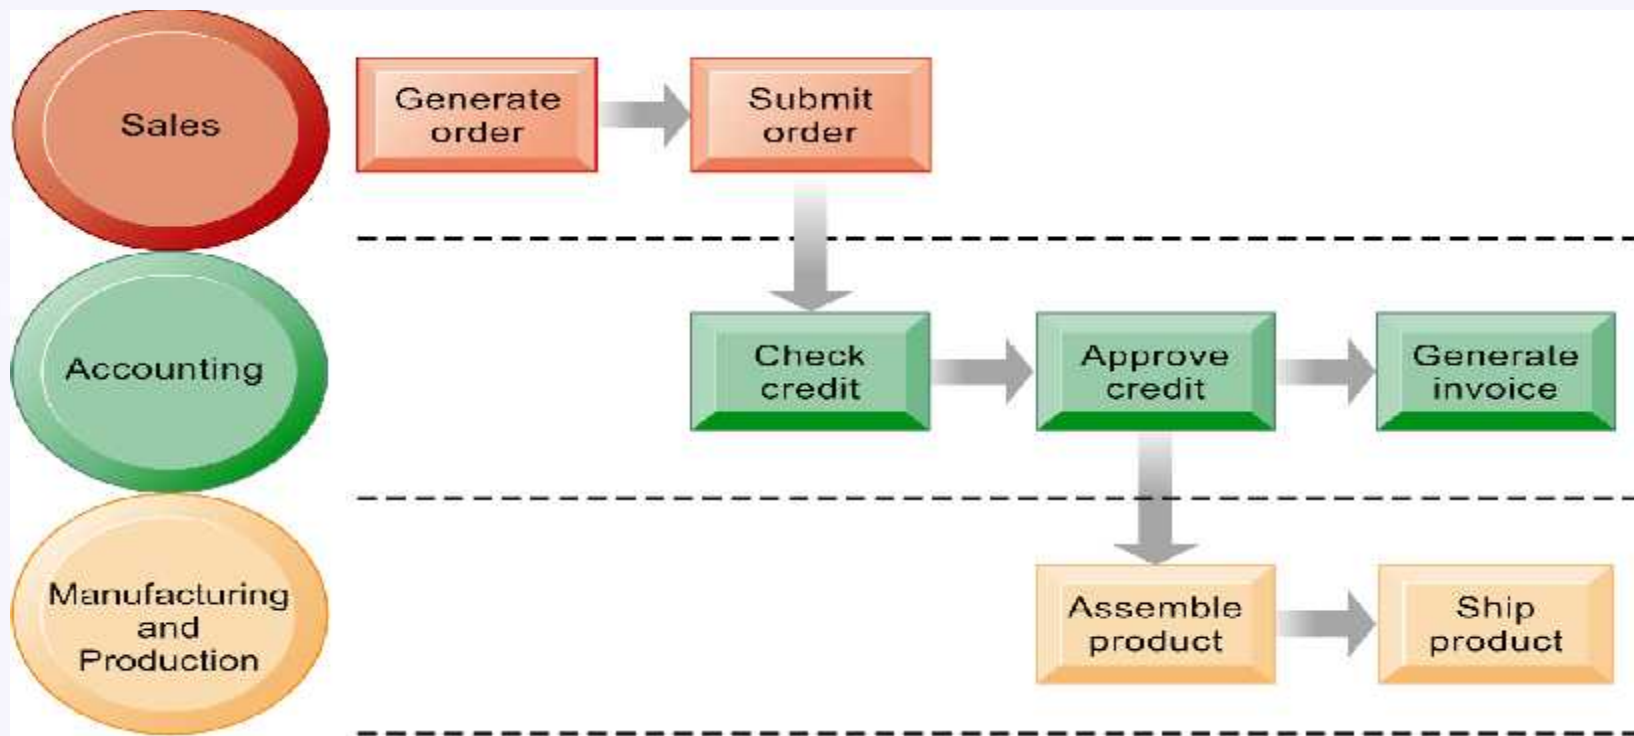 Sales
Generate
order
Submit
order
Accounting
Check
credit
Approve
credit
Generate
invoice
Manufacturing
and
Production
Assemble
product
Ship
product